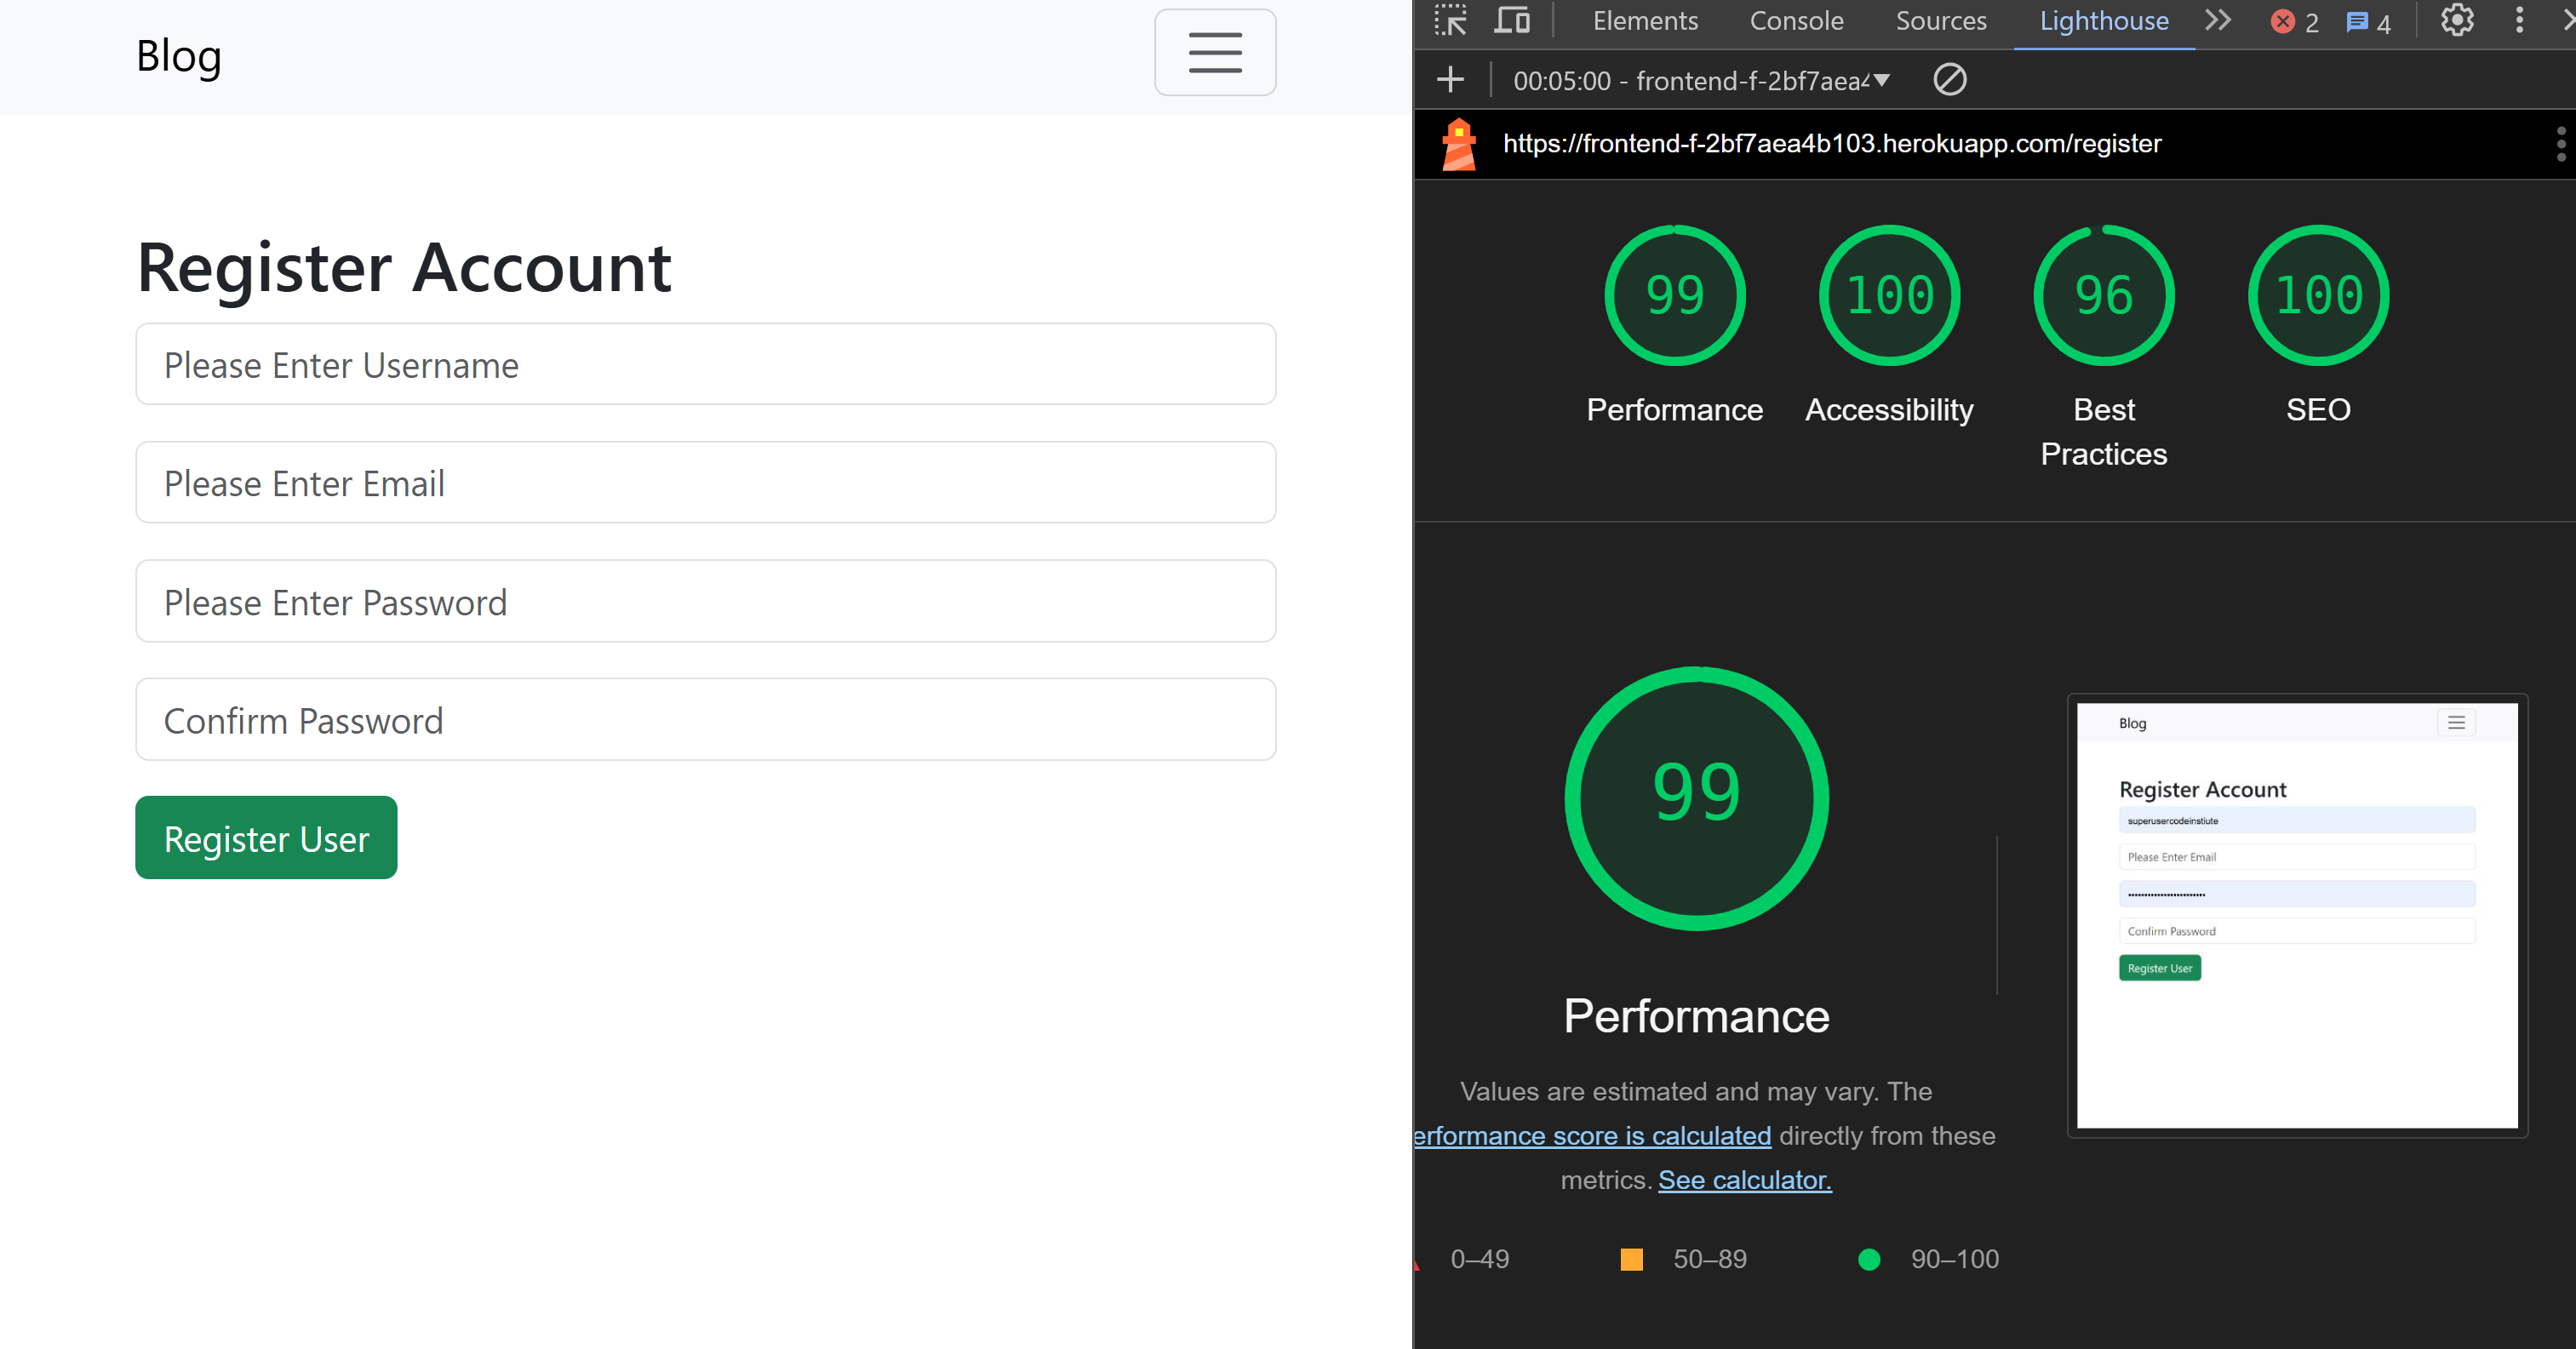 Blog
Register Account
Please Enter Username
Please Enter Email
Please Enter Password
Confirm Password
Register User
Elements Console Sources Lighthouse 2 4
00:05:00 - frontend-f-2bf7aea4
https://frontend-f-2bf7aea4b103.herokuapp.com/register
99 100 96 100
Performance Accessibility Best Practices SEO
99
Performance
Values are estimated and may vary. The
erformance score is calculated directly from these
metrics. See calculator.
0–49 50–89 90–100
Blog
Register Account
superusercodeinstiute
Please Enter Email
Confirm Password
Register User